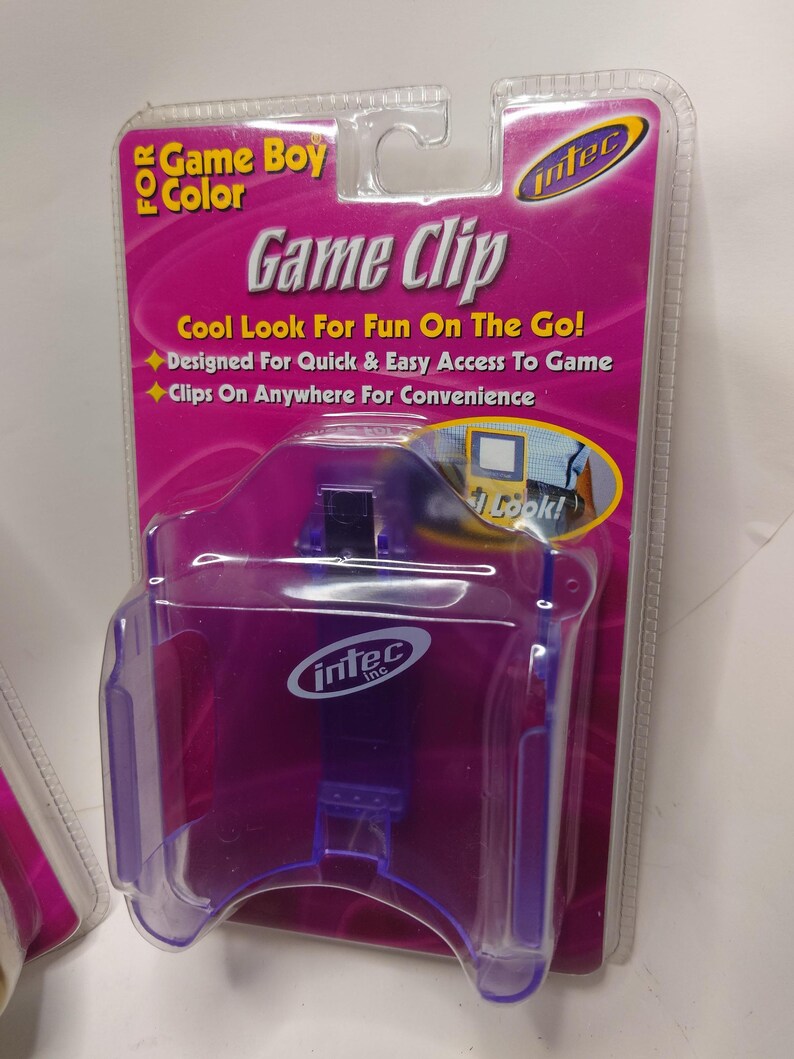 FOR
Game Boy®
Color
intec
Game Clip
Cool Look For Fun On The Go!
Designed For Quick & Easy Access To Game
Clips On Anywhere For Convenience
Cool Look!
intec
inc